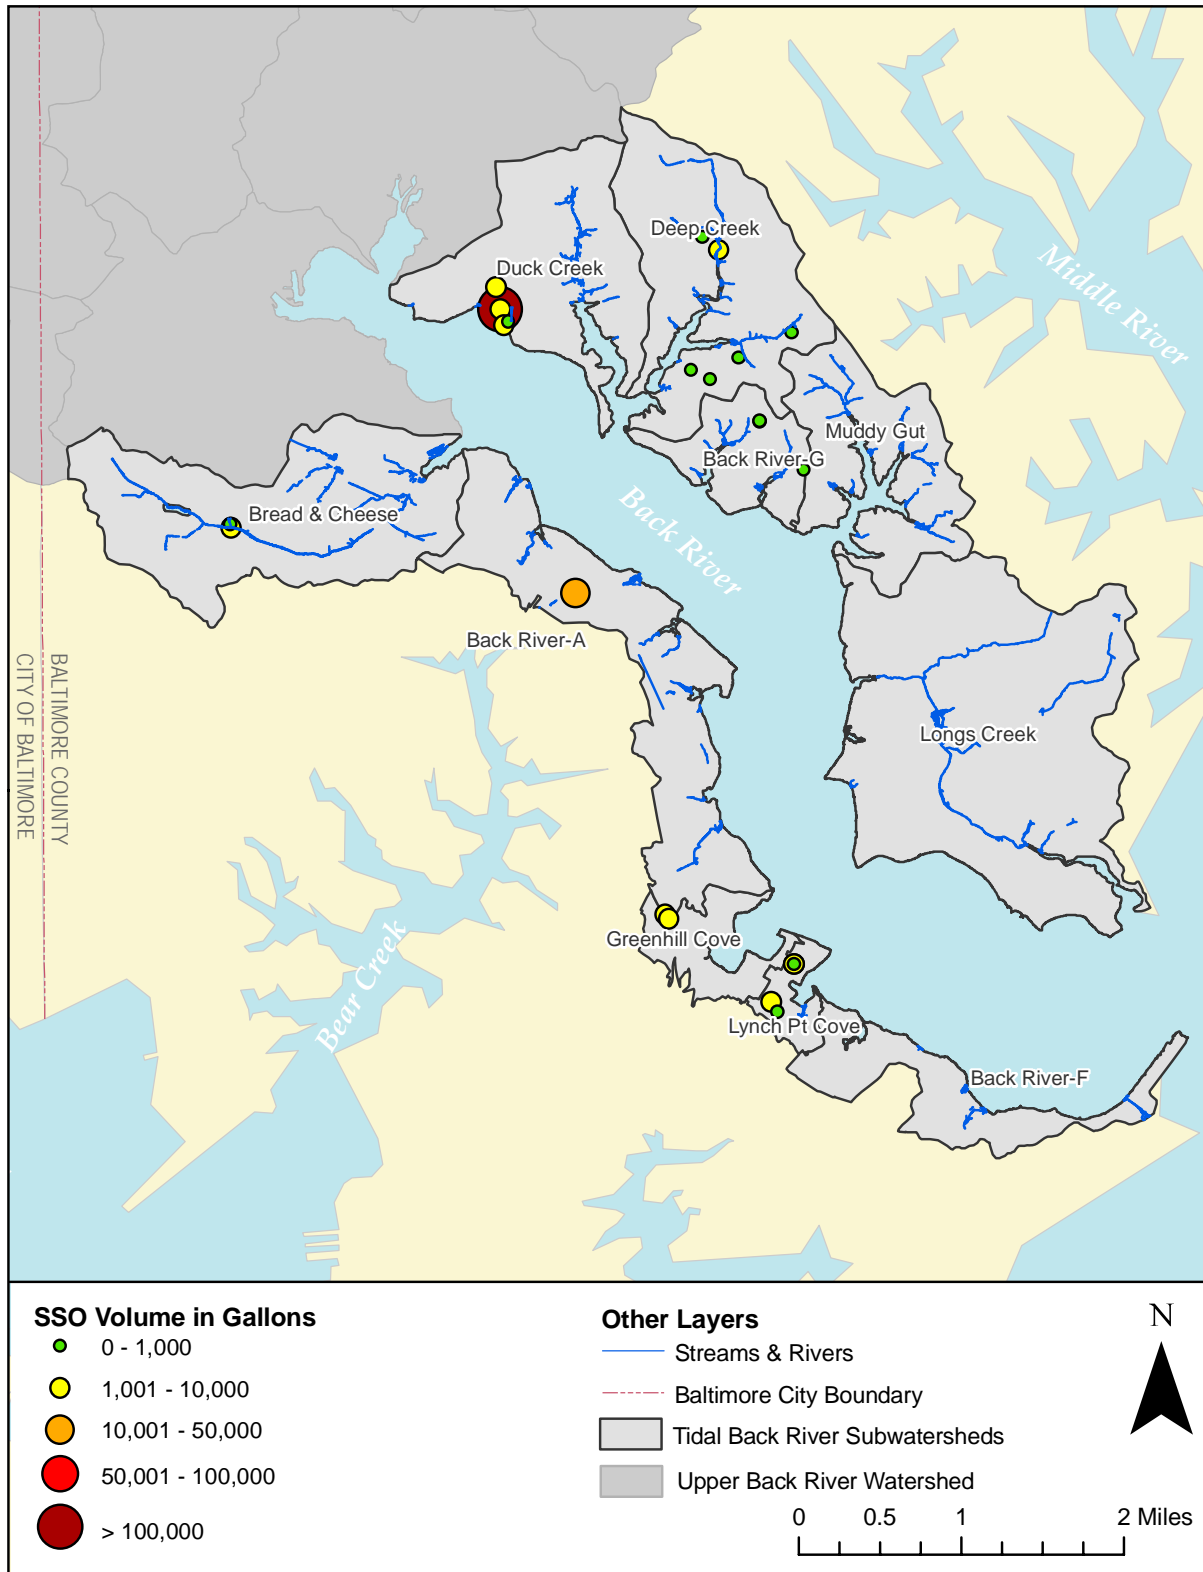 Deep Creek
Duck Creek
Middle River
Muddy Gut
Back River-G
Back River
Bread & Cheese
Back River-A
BALTIMORE COUNTY
CITY OF BALTIMORE
Longs Creek
Greenhill Cove
Bear Creek
Lynch Pt Cove
Back River-F
SSO Volume in Gallons
0 - 1,000
1,001 - 10,000
10,001 - 50,000
50,001 - 100,000
> 100,000
Other Layers
Streams & Rivers
Baltimore City Boundary
Tidal Back River Subwatersheds
Upper Back River Watershed
N
0 0.5 1 2 Miles